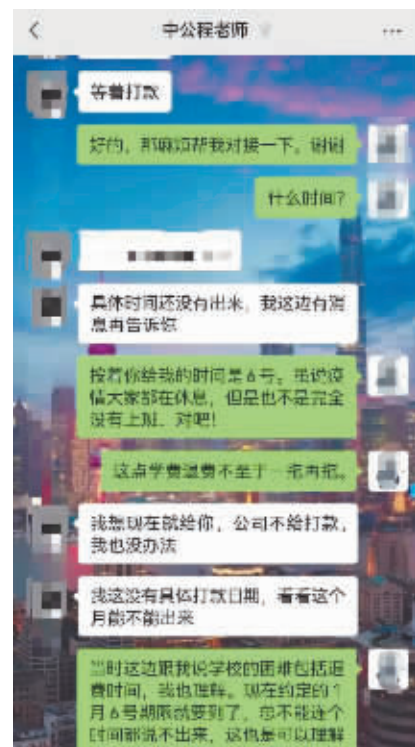 中公程老师
等着打款
好的，那麻烦帮我对接一下。谢谢
什么时间？
具体时间还没有出来，我这边有消
息再告诉你
按着你给我的时间是6号。虽说疫
情大家都在休息，但是也不是完全
没有上班。对吧！
这点学费退费不至于一拖再拖。
我想现在就给你，公司不给打款，
我也没办法
我这没有具体打款日期，看看这个
月能不能出来
当时这边跟我说学校的困难包括退
费时间，我也理解。现在约定的1
月6号期限就要到了，总不能连个
时间都说不出来，这也是可以理解